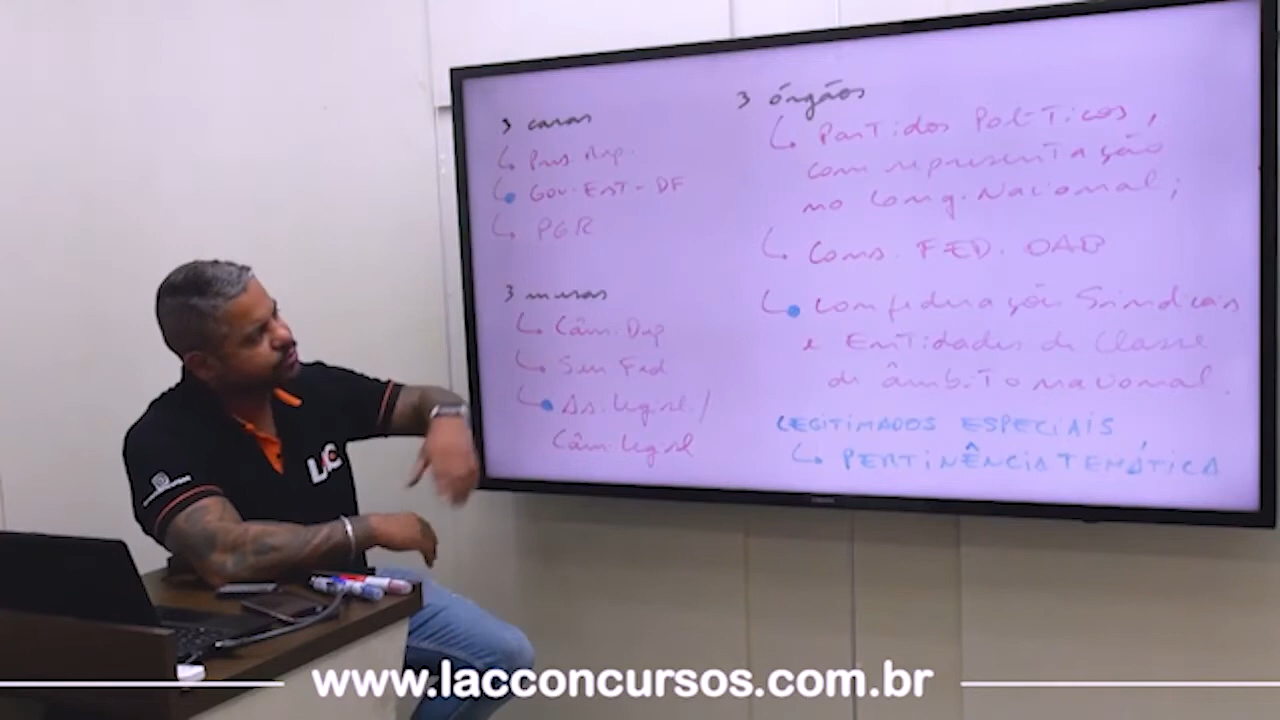 3 caras
Pres. Rep.
Gov. Est - DF
PGR
3 mesas
Câm. Dep
Sen Fed
As. Legisl. /
Câm. Legisl
3 órgãos
Partidos Políticos,
com representação
no Cong. Nacional;
Cons. FED. OAB
Confederações Sindicais
e Entidades de Classe
de âmbito nacional.
LEGITIMADOS ESPECIAIS
PERTINÊNCIA TEMÁTICA
LAC
www.lacconcursos.com.br